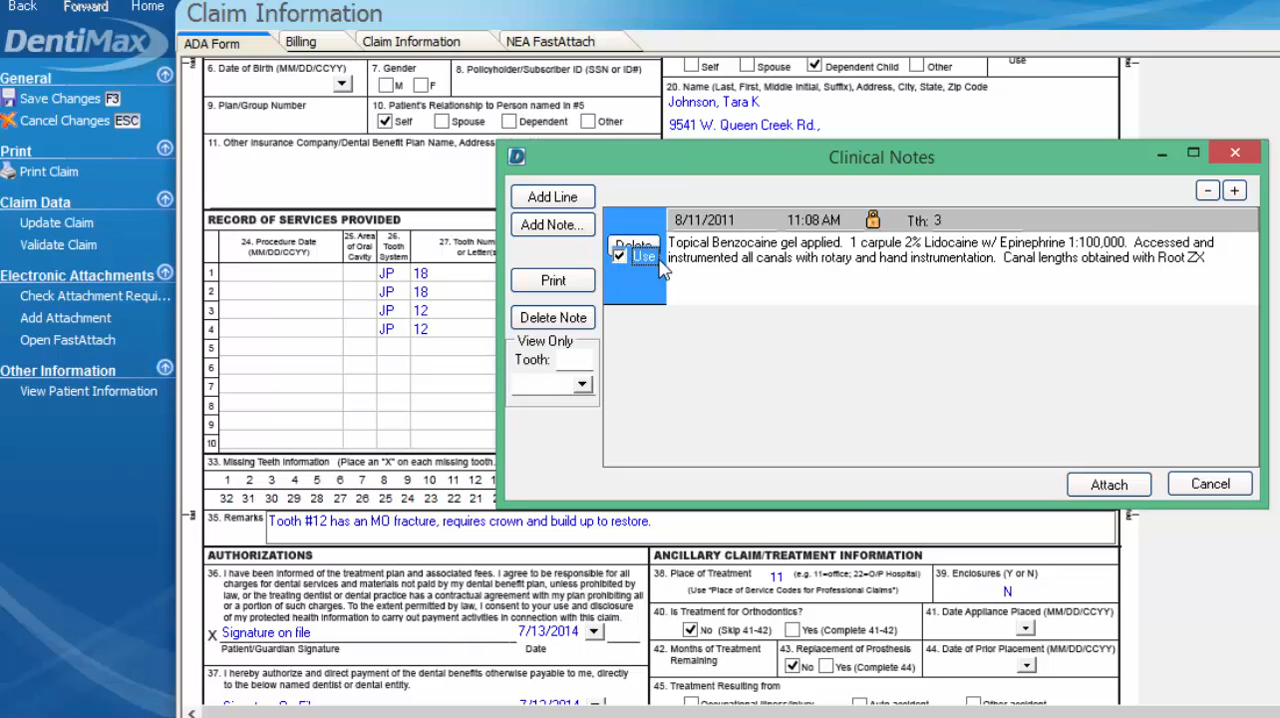 Back Forward Home
DentiMax
General
Save Changes F3
Cancel Changes ESC
Print
Print Claim
Claim Data
Update Claim
Validate Claim
Electronic Attachments
Check Attachment Requi...
Add Attachment
Open FastAttach
Other Information
View Patient Information
Claim Information
ADA Form Billing Claim Information NEA FastAttach
6. Date of Birth (MM/DD/CCYY) 7. Gender 8. Policyholder/Subscriber ID (SSN or ID#)
M F
9. Plan/Group Number 10. Patient's Relationship to Person named in #5
Self Spouse Dependent Other
11. Other Insurance Company/Dental Benefit Plan Name, Address,
Self Spouse Dependent Child Other Use
20. Name (Last, First, Middle Initial, Suffix), Address, City, State, Zip Code
Johnson, Tara K
9541 W. Queen Creek Rd.,
RECORD OF SERVICES PROVIDED
24. Procedure Date (MM/DD/CCYY) 25. Area of Oral Cavity 26. Tooth System 27. Tooth Num or Letter(s)
1 JP 18
2 JP 18
3 JP 12
4 JP 12
5
6
7
8
9
10
33. Missing Teeth Information (Place an "X" on each missing tooth.
1 2 3 4 5 6 7 8 9 10 11 12 1
32 31 30 29 28 27 26 25 24 23 22 21 2
Clinical Notes
Add Line
Add Note...
Print
Delete Note
View Only
Tooth:
- +
8/11/2011 11:08 AM Tth: 3
Delete
Use
Topical Benzocaine gel applied. 1 carpule 2% Lidocaine w/ Epinephrine 1:100,000. Accessed and
instrumented all canals with rotary and hand instrumentation. Canal lengths obtained with Root ZX
Attach Cancel
35. Remarks Tooth #12 has an MO fracture, requires crown and build up to restore.
AUTHORIZATIONS
36. I have been informed of the treatment plan and associated fees. I agree to be responsible for all
charges for dental services and materials not paid by my dental benefit plan, unless prohibited by
law, or the treating dentist or dental practice has a contractual agreement with my plan prohibiting all
or a portion of such charges. To the extent permitted by law, I consent to your use and disclosure
of my protected health information to carry out payment activities in connection with this claim.
X Signature on file 7/13/2014
Patient/Guardian Signature Date
37. I hereby authorize and direct payment of the dental benefits otherwise payable to me, directly
to the below named dentist or dental entity.
Signature On File 7/13/2014
ANCILLARY CLAIM/TREATMENT INFORMATION
38. Place of Treatment 11 (e.g. 11=office; 22=O/P Hospital)
(Use "Place of Service Codes for Professional Claims")
39. Enclosures (Y or N)
N
40. Is Treatment for Orthodontics?
No (Skip 41-42) Yes (Complete 41-42)
41. Date Appliance Placed (MM/DD/CCYY)
42. Months of Treatment
Remaining
43. Replacement of Prosthesis
No Yes (Complete 44)
44. Date of Prior Placement (MM/DD/CCYY)
45. Treatment Resulting from
Occupational illness/injury Auto accident Other accident